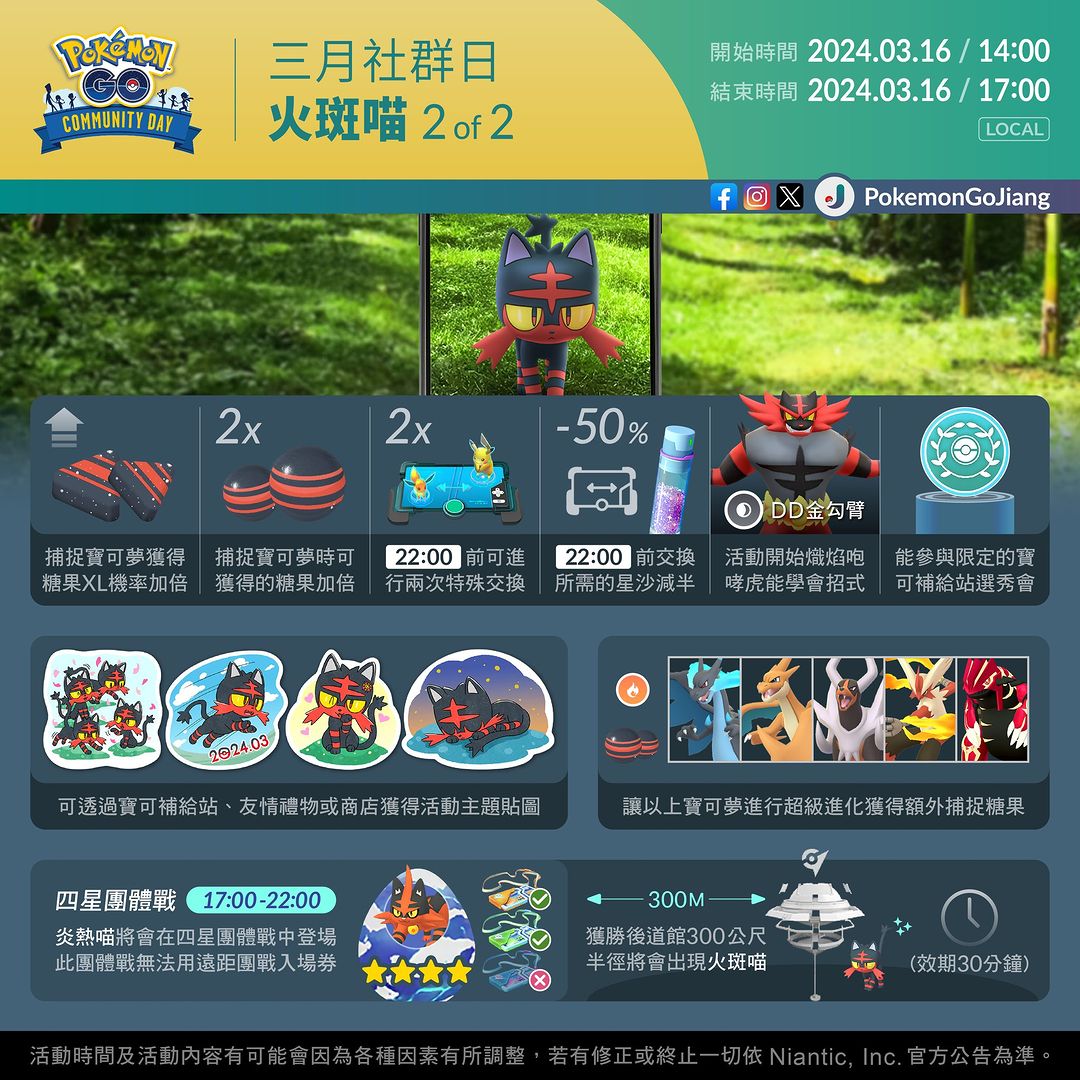 POKÉMON
GO
COMMUNITY DAY
三月社群日
火斑喵 2 of 2
開始時間 2024.03.16 / 14:00
結束時間 2024.03.16 / 17:00
LOCAL
PokemonGoJiang
捕捉寶可夢獲得
糖果XL機率加倍
2x
捕捉寶可夢時可
獲得的糖果加倍
2x
22:00 前可進
行兩次特殊交換
-50%
22:00 前交換
所需的星沙減半
DD金勾臂
活動開始熾焰咆
哮虎能學會招式
能參與限定的寶
可補給站選秀會
2024.03
可透過寶可補給站、友情禮物或商店獲得活動主題貼圖
讓以上寶可夢進行超級進化獲得額外捕捉糖果
四星團體戰 17:00-22:00
炎熱喵將會在四星團體戰中登場
此團體戰無法用遠距團戰入場券
300M
獲勝後道館300公尺
半徑將會出現火斑喵
(效期30分鐘)
活動時間及活動內容有可能會因為各種因素有所調整，若有修正或終止一切依 Niantic, Inc. 官方公告為準。